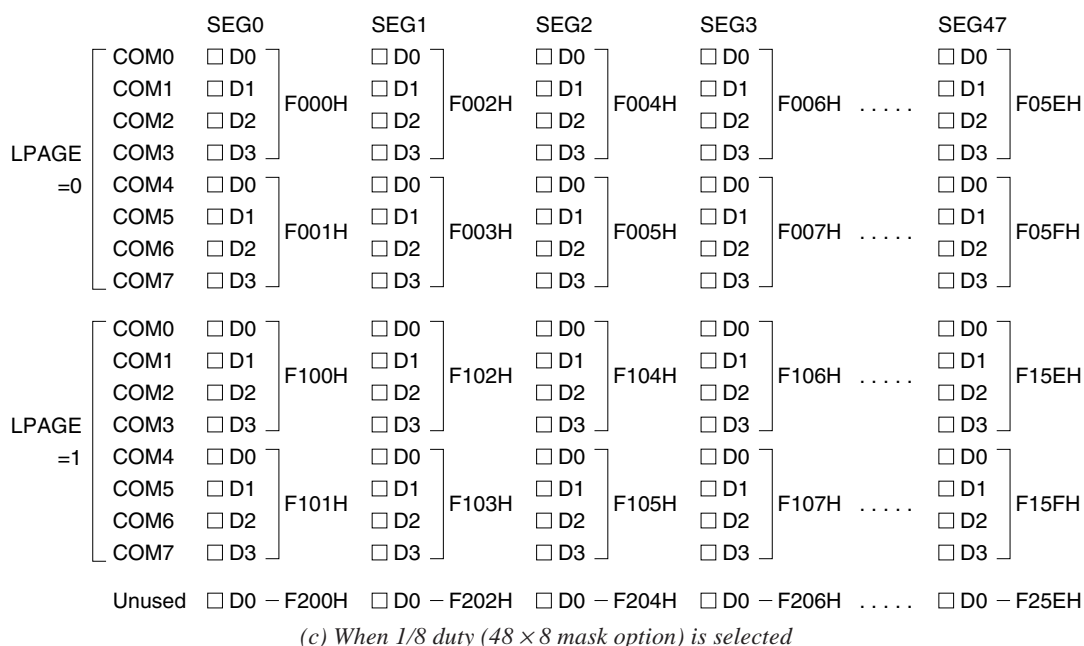 SEG0 SEG1 SEG2 SEG3 SEG47
COM0 □ D0 □ D0 □ D0 □ D0 □ D0
COM1 □ D1 □ D1 □ D1 □ D1 □ D1
F000H F002H F004H F006H ..... F05EH
COM2 □ D2 □ D2 □ D2 □ D2 □ D2
LPAGE COM3 □ D3 □ D3 □ D3 □ D3 □ D3
=0 COM4 □ D0 □ D0 □ D0 □ D0 □ D0
COM5 □ D1 □ D1 □ D1 □ D1 □ D1
F001H F003H F005H F007H ..... F05FH
COM6 □ D2 □ D2 □ D2 □ D2 □ D2
COM7 □ D3 □ D3 □ D3 □ D3 □ D3
COM0 □ D0 □ D0 □ D0 □ D0 □ D0
COM1 □ D1 □ D1 □ D1 □ D1 □ D1
F100H F102H F104H F106H ..... F15EH
COM2 □ D2 □ D2 □ D2 □ D2 □ D2
LPAGE COM3 □ D3 □ D3 □ D3 □ D3 □ D3
=1 COM4 □ D0 □ D0 □ D0 □ D0 □ D0
COM5 □ D1 □ D1 □ D1 □ D1 □ D1
F101H F103H F105H F107H ..... F15FH
COM6 □ D2 □ D2 □ D2 □ D2 □ D2
COM7 □ D3 □ D3 □ D3 □ D3 □ D3
Unused □ D0 – F200H □ D0 – F202H □ D0 – F204H □ D0 – F206H ..... □ D0 – F25EH
(c) When 1/8 duty (48 × 8 mask option) is selected